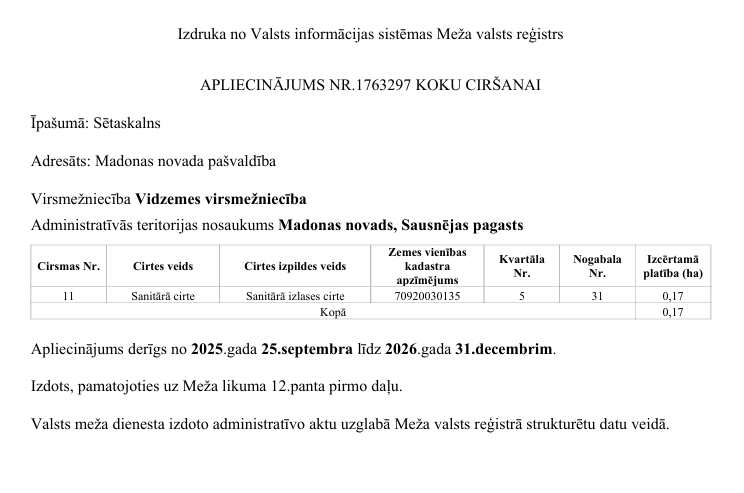 Izdruka no Valsts informācijas sistēmas Meža valsts reģistrs
APLIECINĀJUMS NR.1763297 KOKU CIRŠANAI
Īpašumā: Sētaskalns
Adresāts: Madonas novada pašvaldība
Virsmežniecība Vidzemes virsmežniecība
Administratīvās teritorijas nosaukums Madonas novads, Sausnējas pagasts
Cirsmas Nr. Cirtes veids Cirtes izpildes veids Zemes vienības kadastra apzīmējums Kvartāla Nr. Nogabala Nr. Izcērtamā platība (ha)
11 Sanitārā cirte Sanitārā izlases cirte 70920030135 5 31 0,17
Kopā 0,17
Apliecinājums derīgs no 2025.gada 25.septembra līdz 2026.gada 31.decembrim.
Izdots, pamatojoties uz Meža likuma 12.panta pirmo daļu.
Valsts meža dienesta izdoto administratīvo aktu uzglabā Meža valsts reģistrā strukturētu datu veidā.